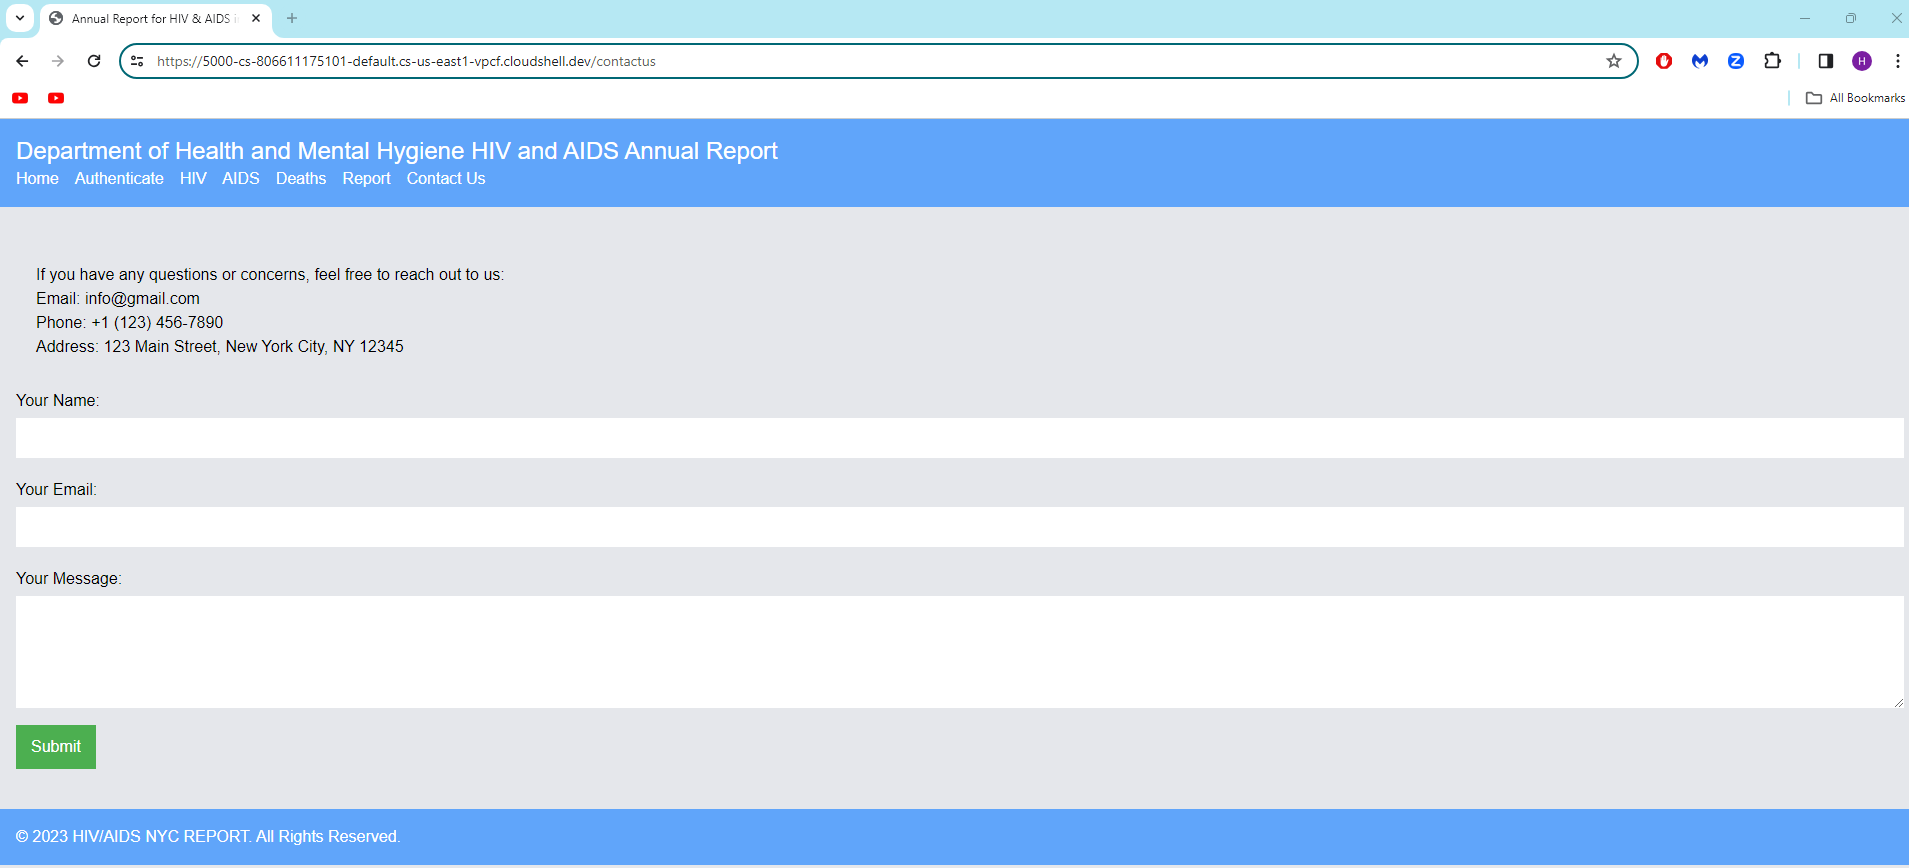 Annual Report for HIV & AIDS i
https://5000-cs-806611175101-default.cs-us-east1-vpcf.cloudshell.dev/contactus
H
All Bookmarks
Department of Health and Mental Hygiene HIV and AIDS Annual Report
Home Authenticate HIV AIDS Deaths Report Contact Us
If you have any questions or concerns, feel free to reach out to us:
Email: info@gmail.com
Phone: +1 (123) 456-7890
Address: 123 Main Street, New York City, NY 12345
Your Name:
Your Email:
Your Message:
Submit
© 2023 HIV/AIDS NYC REPORT. All Rights Reserved.